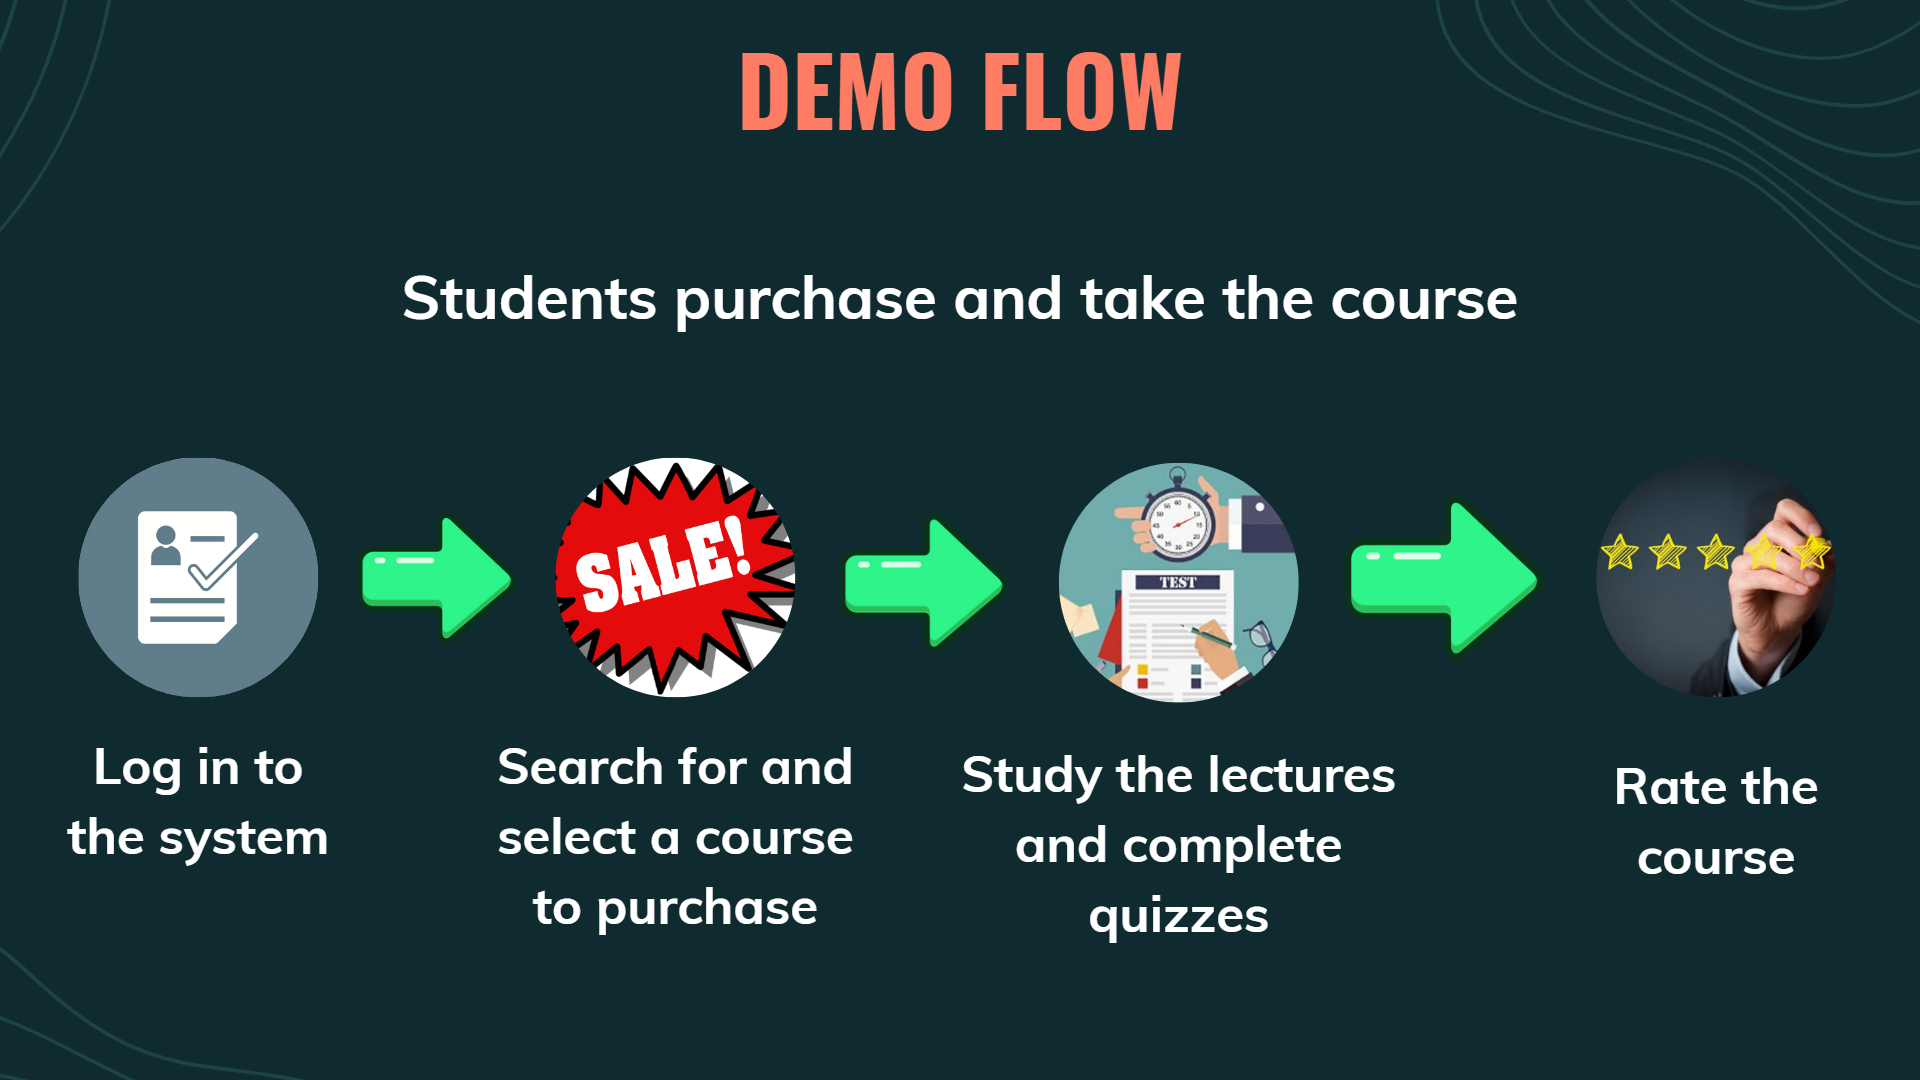 DEMO FLOW
Students purchase and take the course
SALE!
TEST
Log in to
the system
Search for and
select a course
to purchase
Study the lectures
and complete
quizzes
Rate the
course